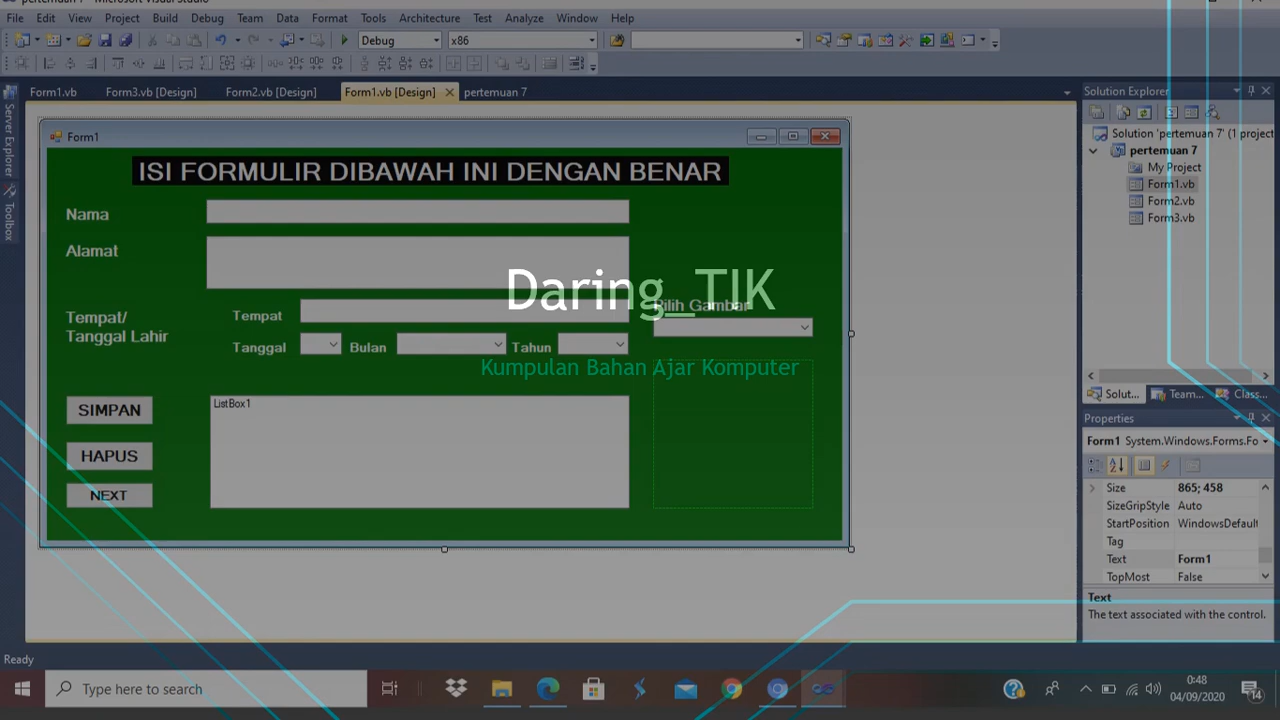 pertemuan 7 - Microsoft Visual Studio
File Edit View Project Build Debug Team Data Format Tools Architecture Test Analyze Window Help
Debug x86
Form1.vb Form3.vb [Design] Form2.vb [Design] Form1.vb [Design] pertemuan 7
Server Explorer
Toolbox
Form1
ISI FORMULIR DIBAWAH INI DENGAN BENAR
Nama
Alamat
Tempat/
Tanggal Lahir
Tempat
Tanggal Bulan Tahun
Pilih Gambar
SIMPAN
HAPUS
NEXT
ListBox1
Daring_TIK
Kumpulan Bahan Ajar Komputer
Solution Explorer
Solution 'pertemuan 7' (1 project
pertemuan 7
My Project
Form1.vb
Form2.vb
Form3.vb
Solut... Team... Class...
Properties
Form1 System.Windows.Forms.Fo
Size 865; 458
SizeGripStyle Auto
StartPosition WindowsDefault
Tag
Text Form1
TopMost False
Text
The text associated with the control.
Ready
Type here to search
0:48
04/09/2020
14